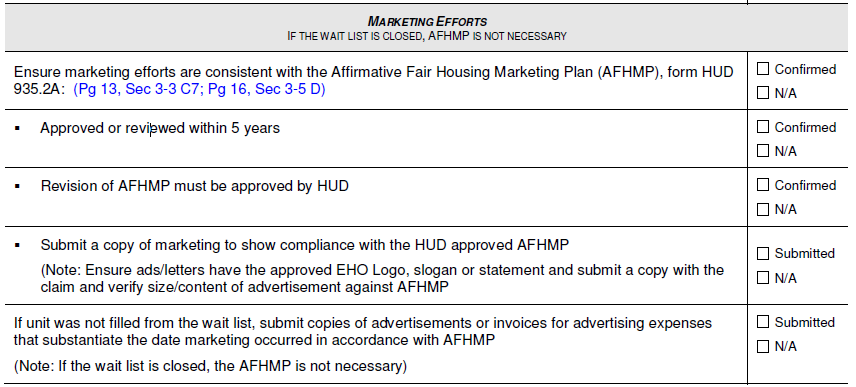 MARKETING EFFORTS
IF THE WAIT LIST IS CLOSED, AFHMP IS NOT NECESSARY
Ensure marketing efforts are consistent with the Affirmative Fair Housing Marketing Plan (AFHMP), form HUD
935.2A: (Pg 13, Sec 3-3 C7; Pg 16, Sec 3-5 D)
☐ Confirmed
☐ N/A
▪ Approved or reviewed within 5 years
☐ Confirmed
☐ N/A
▪ Revision of AFHMP must be approved by HUD
☐ Confirmed
☐ N/A
▪ Submit a copy of marketing to show compliance with the HUD approved AFHMP
(Note: Ensure ads/letters have the approved EHO Logo, slogan or statement and submit a copy with the
claim and verify size/content of advertisement against AFHMP
☐ Submitted
☐ N/A
If unit was not filled from the wait list, submit copies of advertisements or invoices for advertising expenses
that substantiate the date marketing occurred in accordance with AFHMP
(Note: If the wait list is closed, the AFHMP is not necessary)
☐ Submitted
☐ N/A